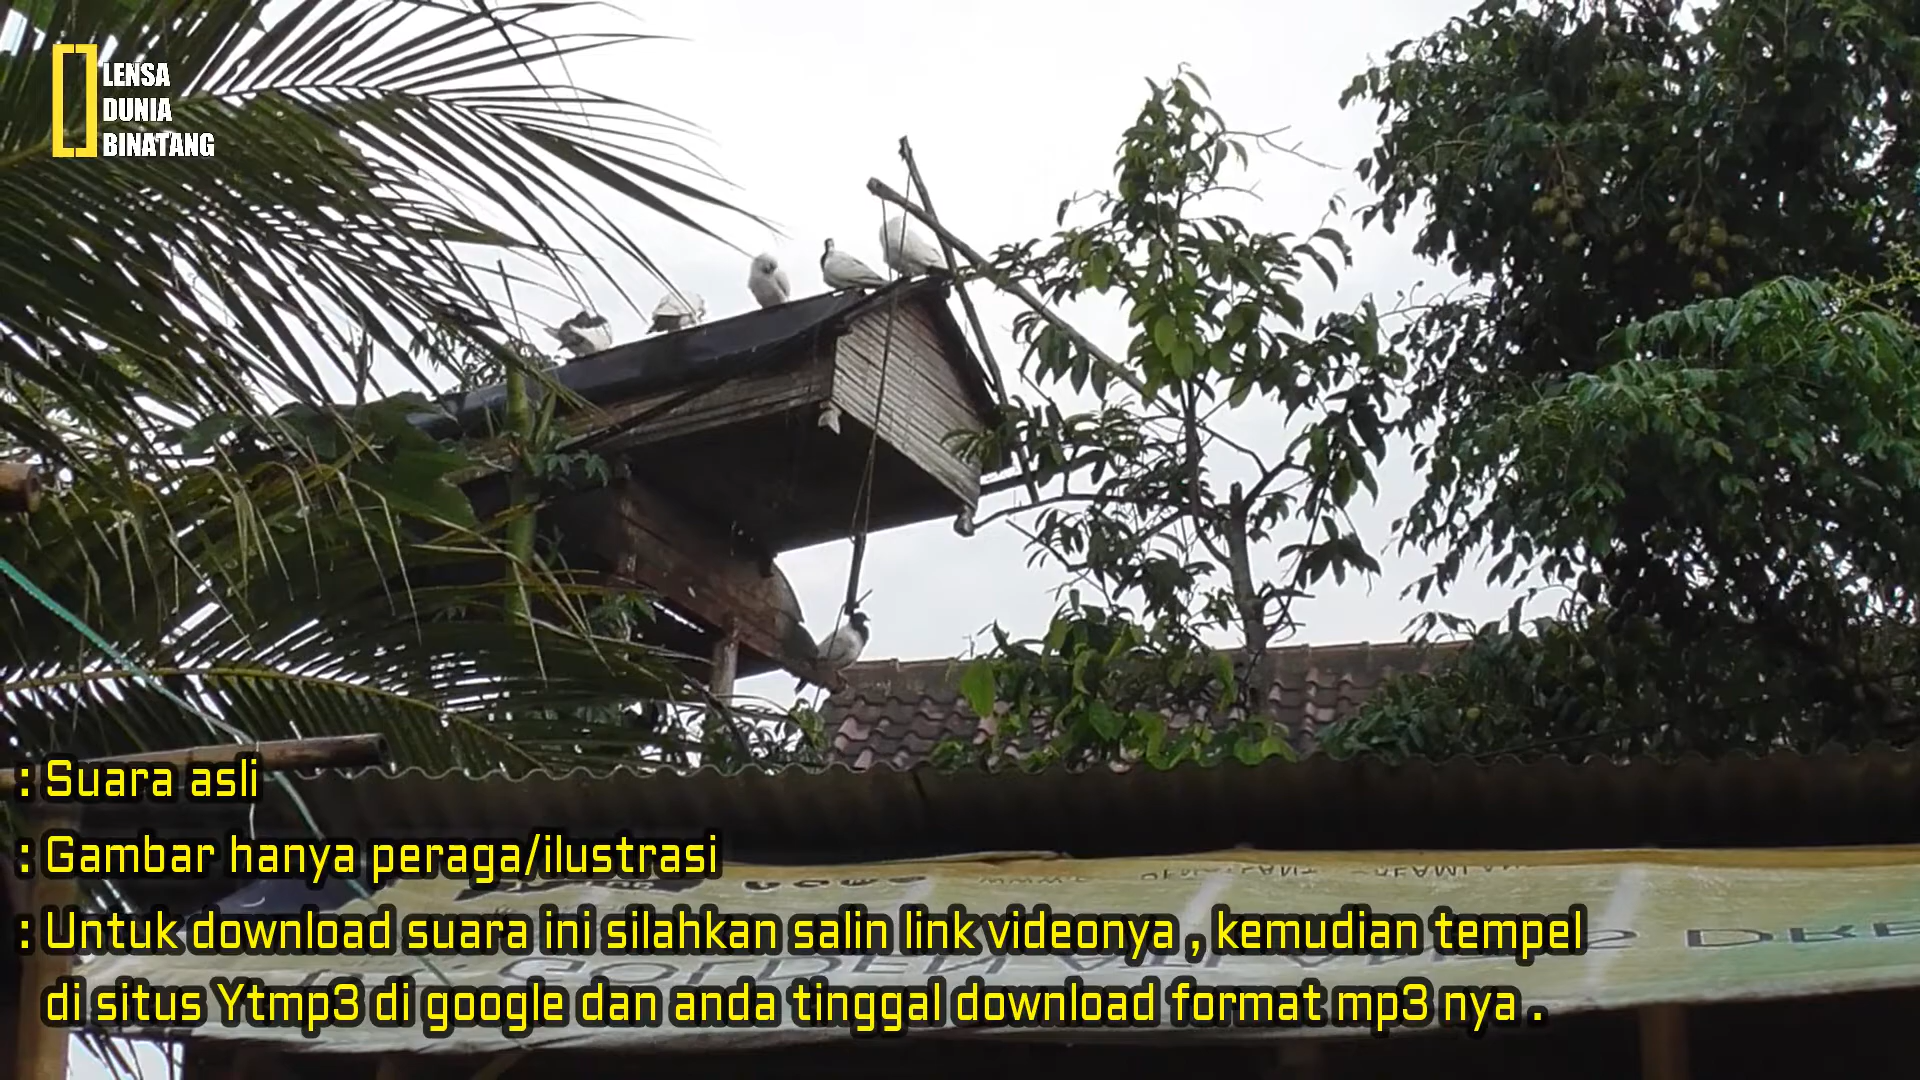 LENSA
DUNIA
BINATANG
: Suara asli
: Gambar hanya peraga/ilustrasi
: Untuk download suara ini silahkan salin link videonya , kemudian tempel
di situs Ytmp3 di google dan anda tinggal download format mp3 nya .